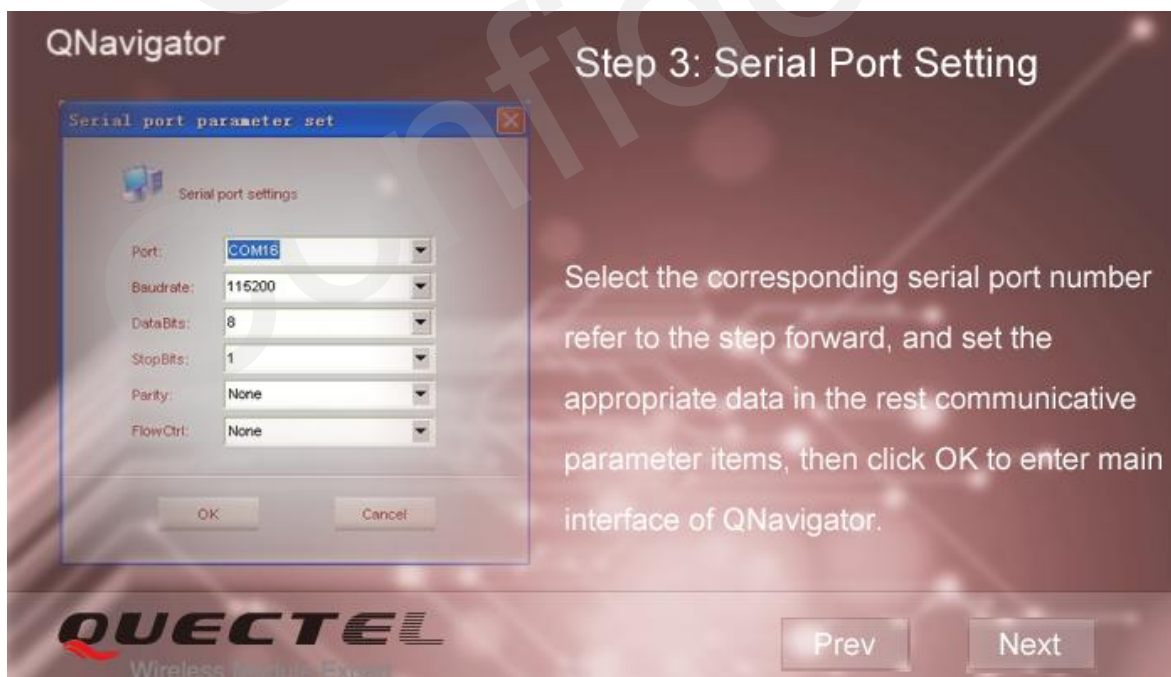 QNavigator
Step 3: Serial Port Setting
Serial port parameter set
Serial port settings
Port: COM16
Baudrate: 115200
DataBits: 8
StopBits: 1
Parity: None
FlowCtrl: None
OK Cancel
Select the corresponding serial port number
refer to the step forward, and set the
appropriate data in the rest communicative
parameter items, then click OK to enter main
interface of QNavigator.
QUECTEL
Wireless Module Expert
Prev Next